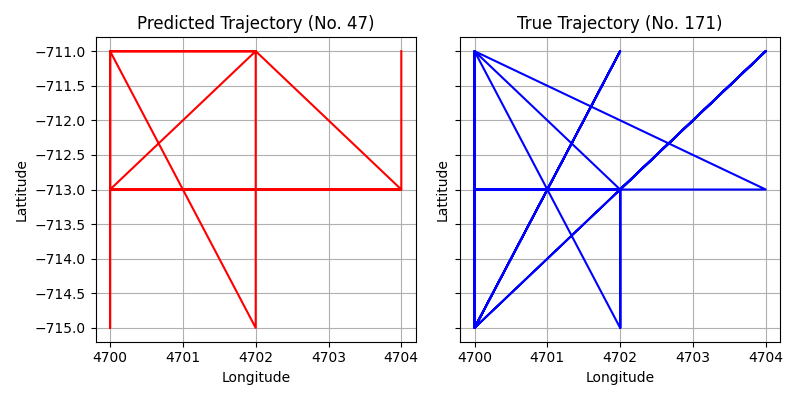 Predicted Trajectory (No. 47)
True Trajectory (No. 171)
−711.0
−711.5
−712.0
−712.5
−713.0
−713.5
−714.0
−714.5
−715.0
Lattitude
Lattitude
4700 4701 4702 4703 4704
4700 4701 4702 4703 4704
Longitude
Longitude